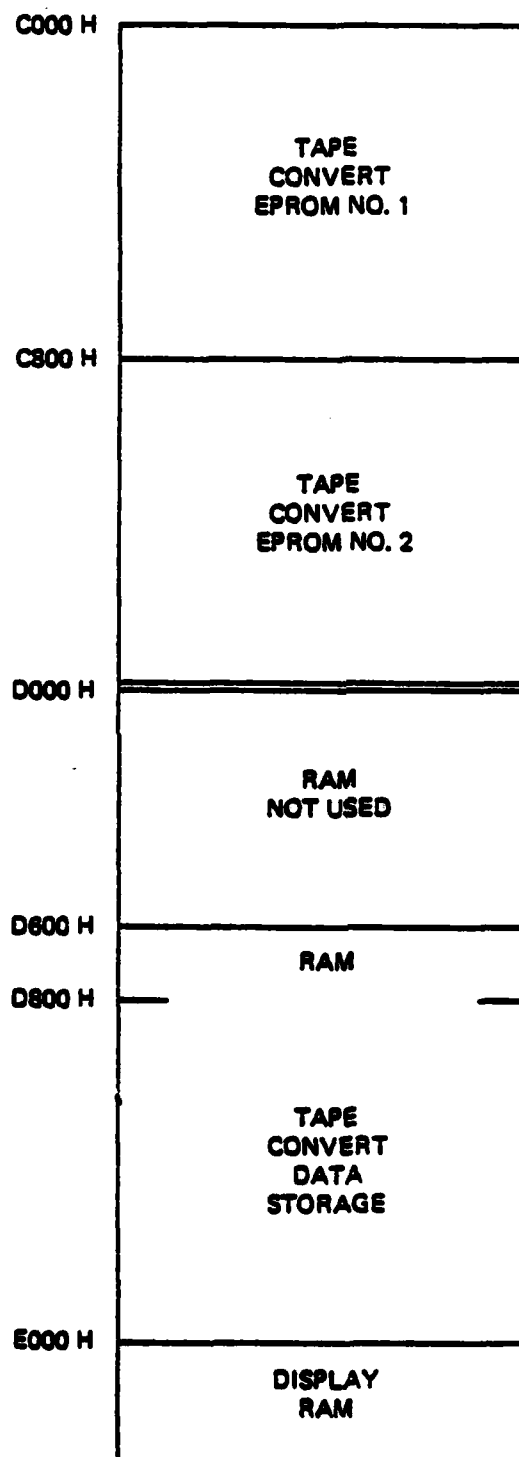 C000 H
TAPE
CONVERT
EPROM NO. 1
C800 H
TAPE
CONVERT
EPROM NO. 2
D000 H
RAM
NOT USED
D600 H
RAM
D800 H
TAPE
CONVERT
DATA
STORAGE
E000 H
DISPLAY
RAM